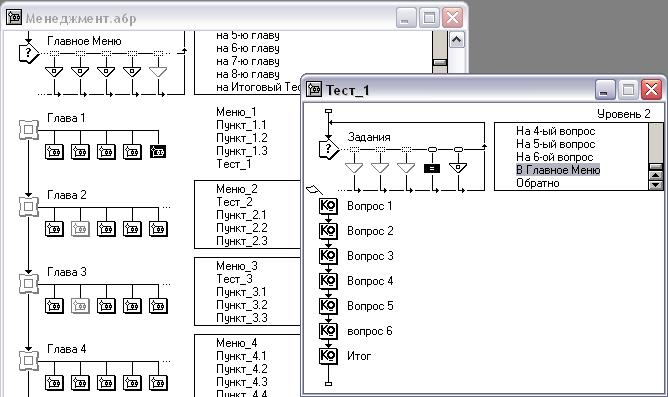 Менеджмент.a6p
Главное Меню
на 5-ю главу
на 6-ю главу
на 7-ю главу
на 8-ю главу
на Итоговый Тес
Глава 1
Меню_1
Пункт_1.1
Пункт_1.2
Пункт_1.3
Тест_1
Глава 2
Меню_2
Тест_2
Пункт_2.1
Пункт_2.2
Пункт_2.3
Глава 3
Меню_3
Тест_3
Пункт_3.1
Пункт_3.2
Пункт_3.3
Глава 4
Меню_4
Пункт_4.1
Пункт_4.2
Пункт_4.3
Пункт_4.4
Тест_1
Уровень 2
Задания
На 4-ый вопрос
На 5-ый вопрос
На 6-ой вопрос
В Главное Меню
Обратно
Вопрос 1
Вопрос 2
Вопрос 3
Вопрос 4
Вопрос 5
вопрос 6
Итог